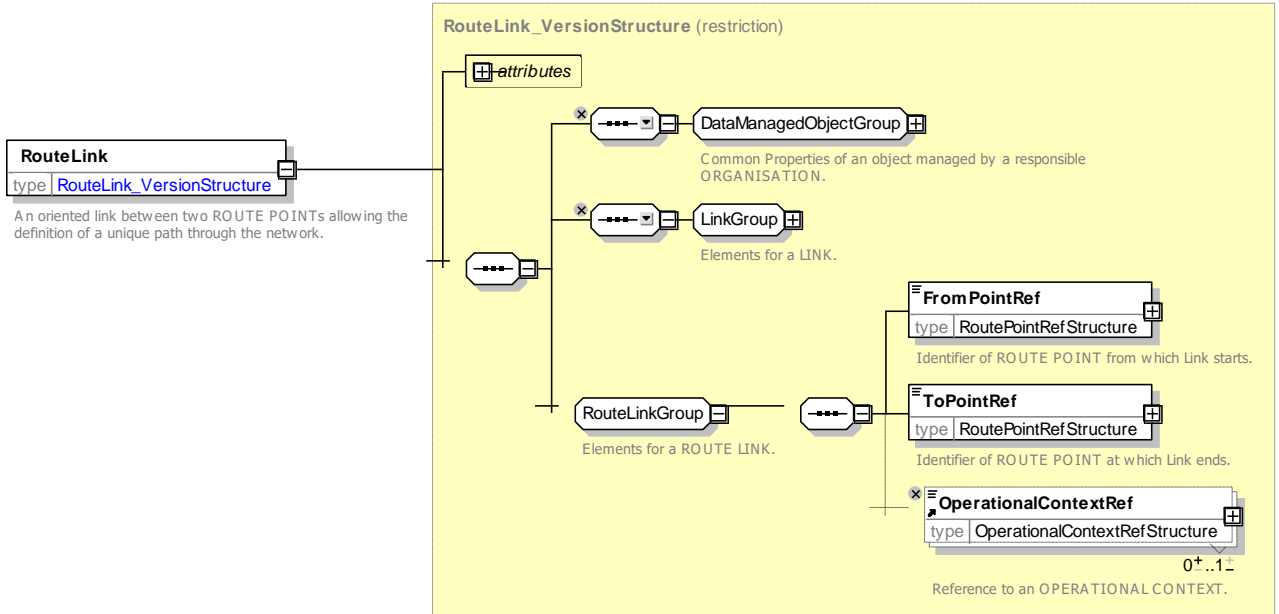 RouteLink_VersionStructure (restriction)
attributes
DataManagedObjectGroup
Common Properties of an object managed by a responsible
ORGANISATION.
RouteLink
type RouteLink_VersionStructure
An oriented link between two ROUTE POINTs allowing the
definition of a unique path through the network.
LinkGroup
Elements for a LINK.
FromPointRef
type RoutePointRefStructure
Identifier of ROUTE POINT from which Link starts.
RouteLinkGroup
Elements for a ROUTE LINK.
ToPointRef
type RoutePointRefStructure
Identifier of ROUTE POINT at which Link ends.
OperationalContextRef
type OperationalContextRefStructure
0..1
Reference to an OPERATIONAL CONTEXT.